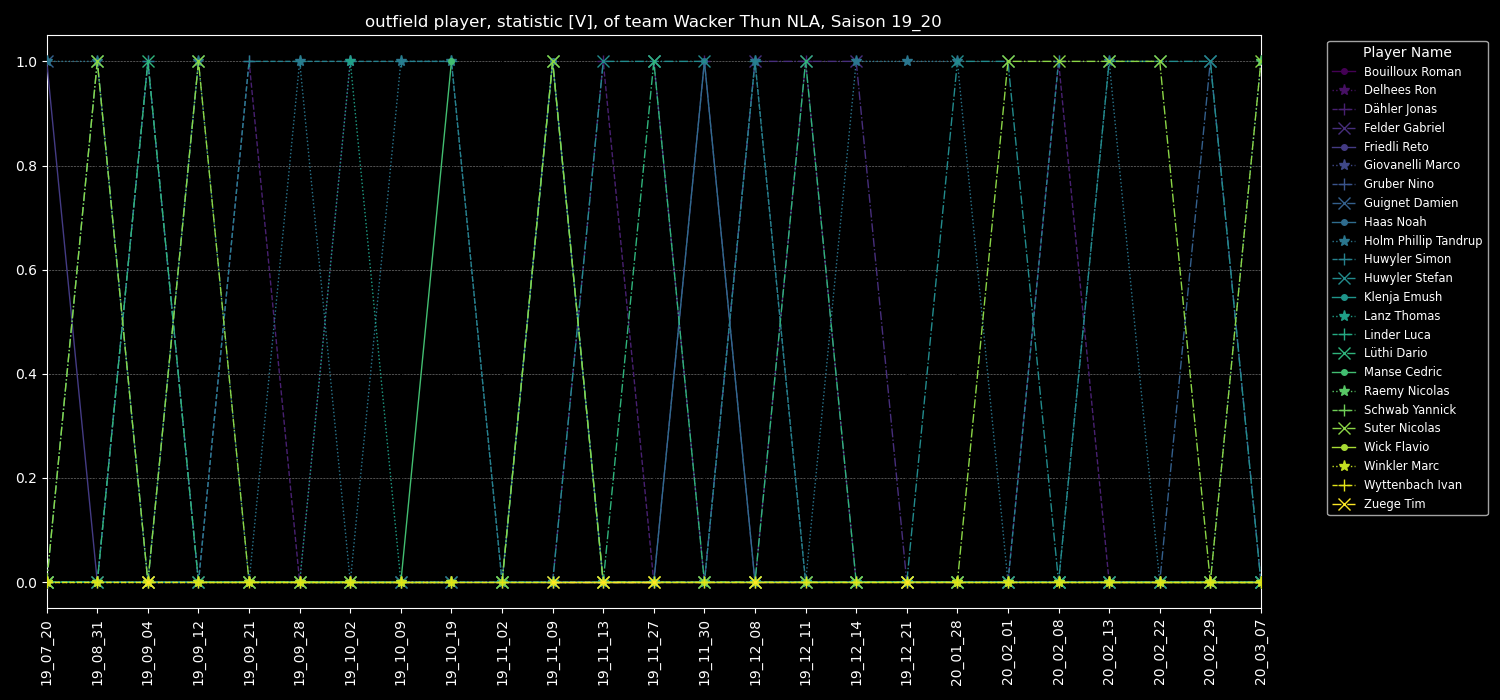 outfield player, statistic [V], of team Wacker Thun NLA, Saison 19_20
1.0
0.8
0.6
0.4
0.2
0.0
19_07_20
19_08_31
19_09_04
19_09_12
19_09_21
19_09_28
19_10_02
19_10_09
19_10_19
19_11_02
19_11_09
19_11_13
19_11_27
19_11_30
19_12_08
19_12_11
19_12_14
19_12_21
20_01_28
20_02_01
20_02_08
20_02_13
20_02_22
20_02_29
20_03_07
Player Name
Bouilloux Roman
Delhees Ron
Dähler Jonas
Felder Gabriel
Friedli Reto
Giovanelli Marco
Gruber Nino
Guignet Damien
Haas Noah
Holm Phillip Tandrup
Huwyler Simon
Huwyler Stefan
Klenja Emush
Lanz Thomas
Linder Luca
Lüthi Dario
Manse Cedric
Raemy Nicolas
Schwab Yannick
Suter Nicolas
Wick Flavio
Winkler Marc
Wyttenbach Ivan
Zuege Tim